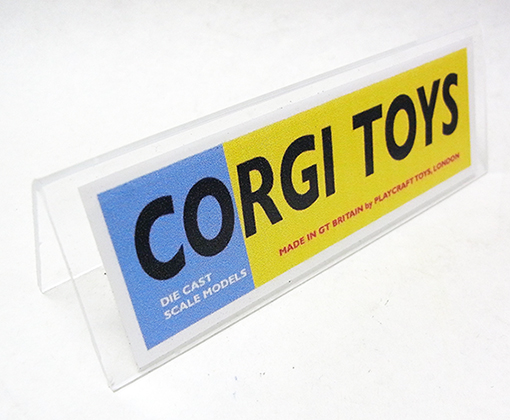 CORGI TOYS
DIE CAST
SCALE MODELS
MADE IN GT BRITAIN by PLAYCRAFT TOYS, LONDON